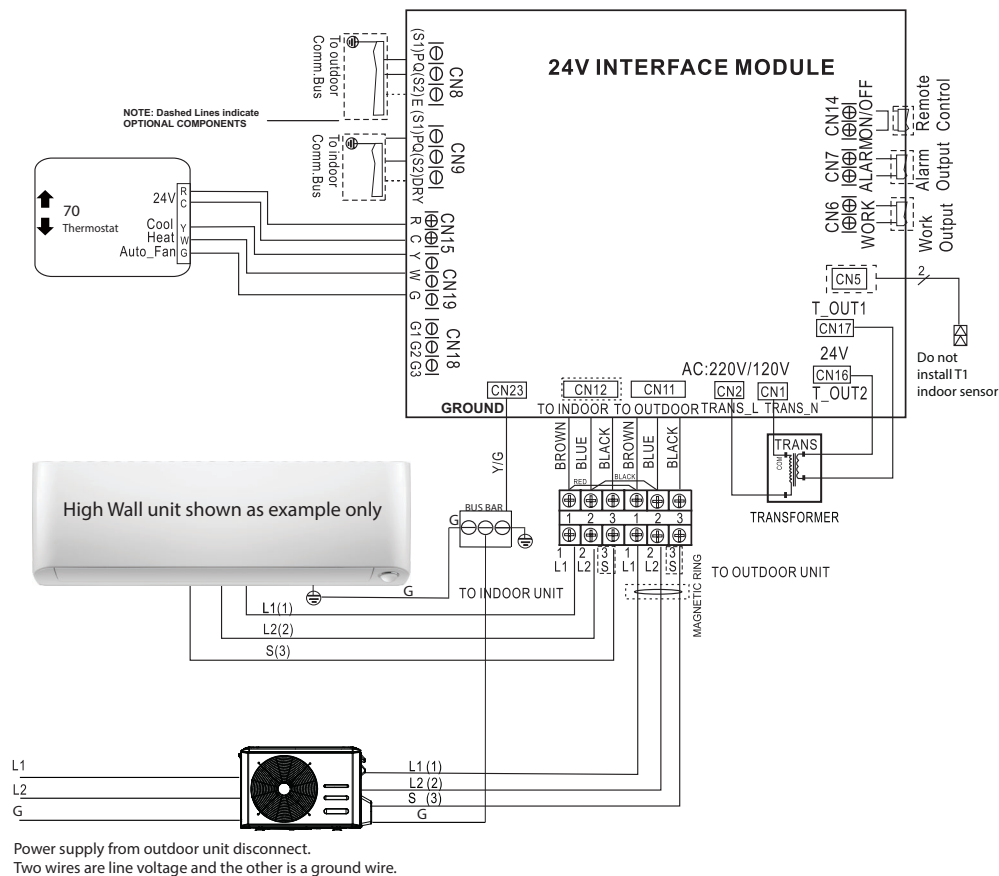 24V INTERFACE MODULE
(S1)PQ(S2)E
To outdoor
Comm.Bus
CN8
NOTE: Dashed Lines indicate
OPTIONAL COMPONENTS
(S1)PQ(S2)DRY
To indoor
Comm.Bus
CN9
CN14
ON/OFF
Remote
Control
CN7
ALARM
Alarm
Output
CN6
WORK
Work
Output
70
Thermostat
24V
Cool
Heat
Auto_Fan
R
C
Y
W
G
R
C
Y
W
G
CN15
CN19
G1 G2 G3
CN18
CN5
2
Do not
install T1
indoor sensor
T_OUT1
CN17
24V
CN16
T_OUT2
AC:220V/120V
CN23
CN12
CN11
CN2
CN1
GROUND
TO INDOOR
TO OUTDOOR
TRANS_L
TRANS_N
Y/G
BROWN
BLUE
BLACK
BROWN
BLUE
BLACK
RED
BLACK
TRANS
COM
TRANSFORMER
High Wall unit shown as example only
BUS BAR
G
1 2 3 1 2 3
1 2 3 1 2 3
L1 L2 S L1 L2 S
MAGNETIC RING
TO OUTDOOR UNIT
G
TO INDOOR UNIT
L1(1)
L2(2)
S(3)
L1
L2
G
L1 (1)
L2 (2)
S (3)
G
Power supply from outdoor unit disconnect.
Two wires are line voltage and the other is a ground wire.